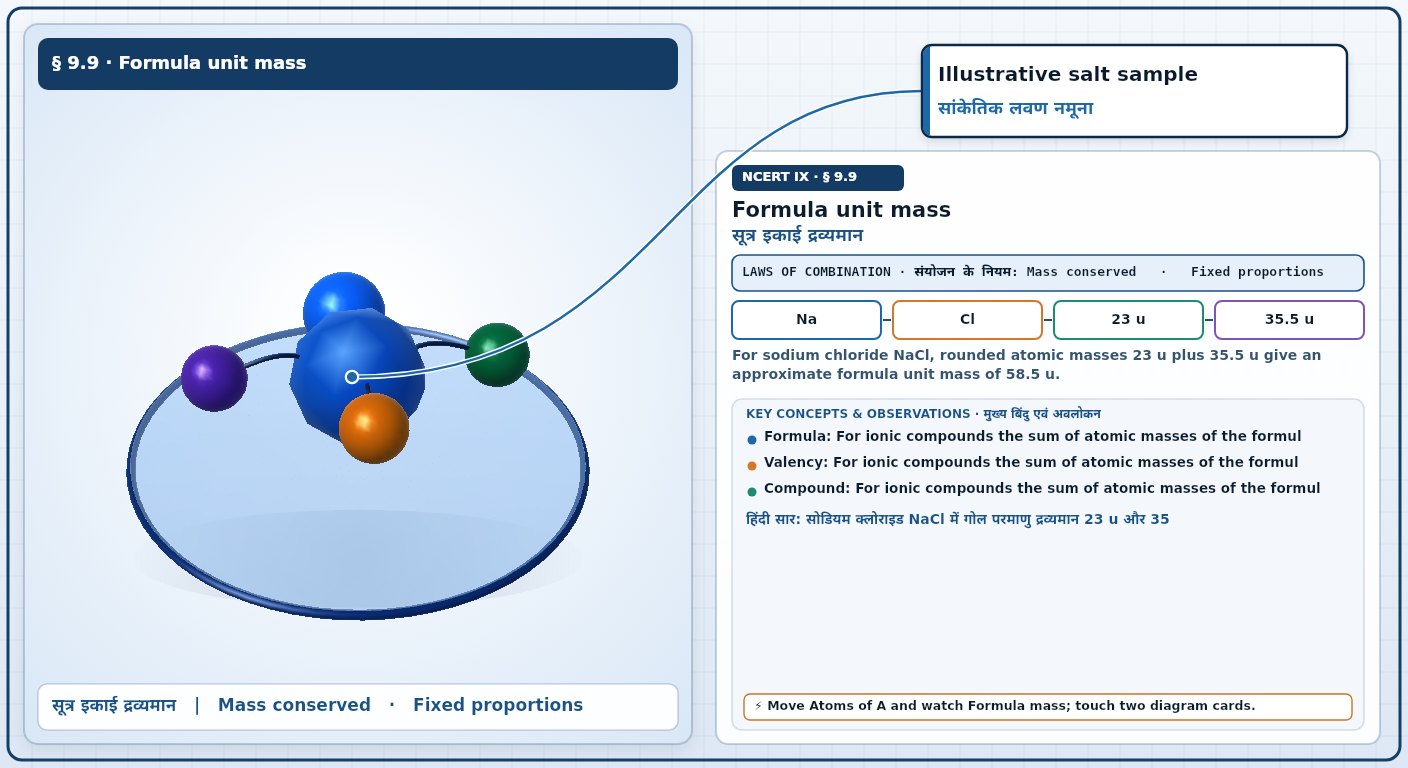 § 9.9 · Formula unit mass
Illustrative salt sample
सांकेतिक लवण नमूना
NCERT IX · § 9.9
Formula unit mass
सूत्र इकाई द्रव्यमान
LAWS OF COMBINATION · संयोजन के नियम: Mass conserved · Fixed proportions
Na
Cl
23 u
35.5 u
For sodium chloride NaCl, rounded atomic masses 23 u plus 35.5 u give an
approximate formula unit mass of 58.5 u.
KEY CONCEPTS & OBSERVATIONS · मुख्य बिंदु एवं अवलोकन
Formula: For ionic compounds the sum of atomic masses of the formul
Valency: For ionic compounds the sum of atomic masses of the formul
Compound: For ionic compounds the sum of atomic masses of the formul
हिंदी सार: सोडियम क्लोराइड NaCl में गोल परमाणु द्रव्यमान 23 u और 35
⚡ Move Atoms of A and watch Formula mass; touch two diagram cards.
सूत्र इकाई द्रव्यमान | Mass conserved · Fixed proportions